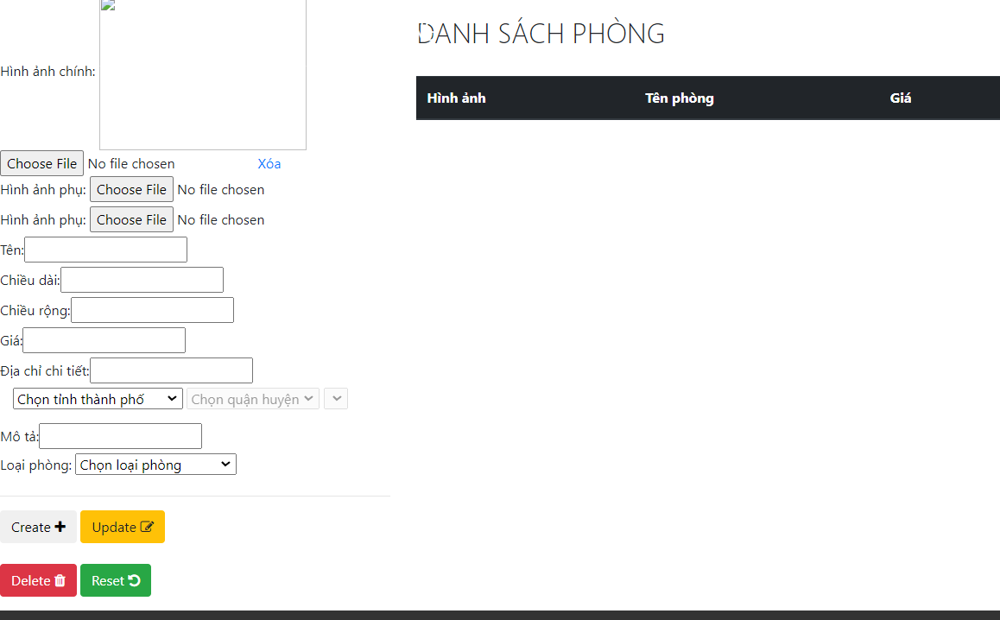 Hình ảnh chính:
Choose File No file chosen Xóa
Hình ảnh phụ: Choose File No file chosen
Hình ảnh phụ: Choose File No file chosen
Tên:
Chiều dài:
Chiều rộng:
Giá:
Địa chỉ chi tiết:
Chọn tỉnh thành phố Chọn quận huyện
Mô tả:
Loại phòng: Chọn loại phòng
Create
Update
Delete
Reset
DANH SÁCH PHÒNG
Hình ảnh Tên phòng Giá